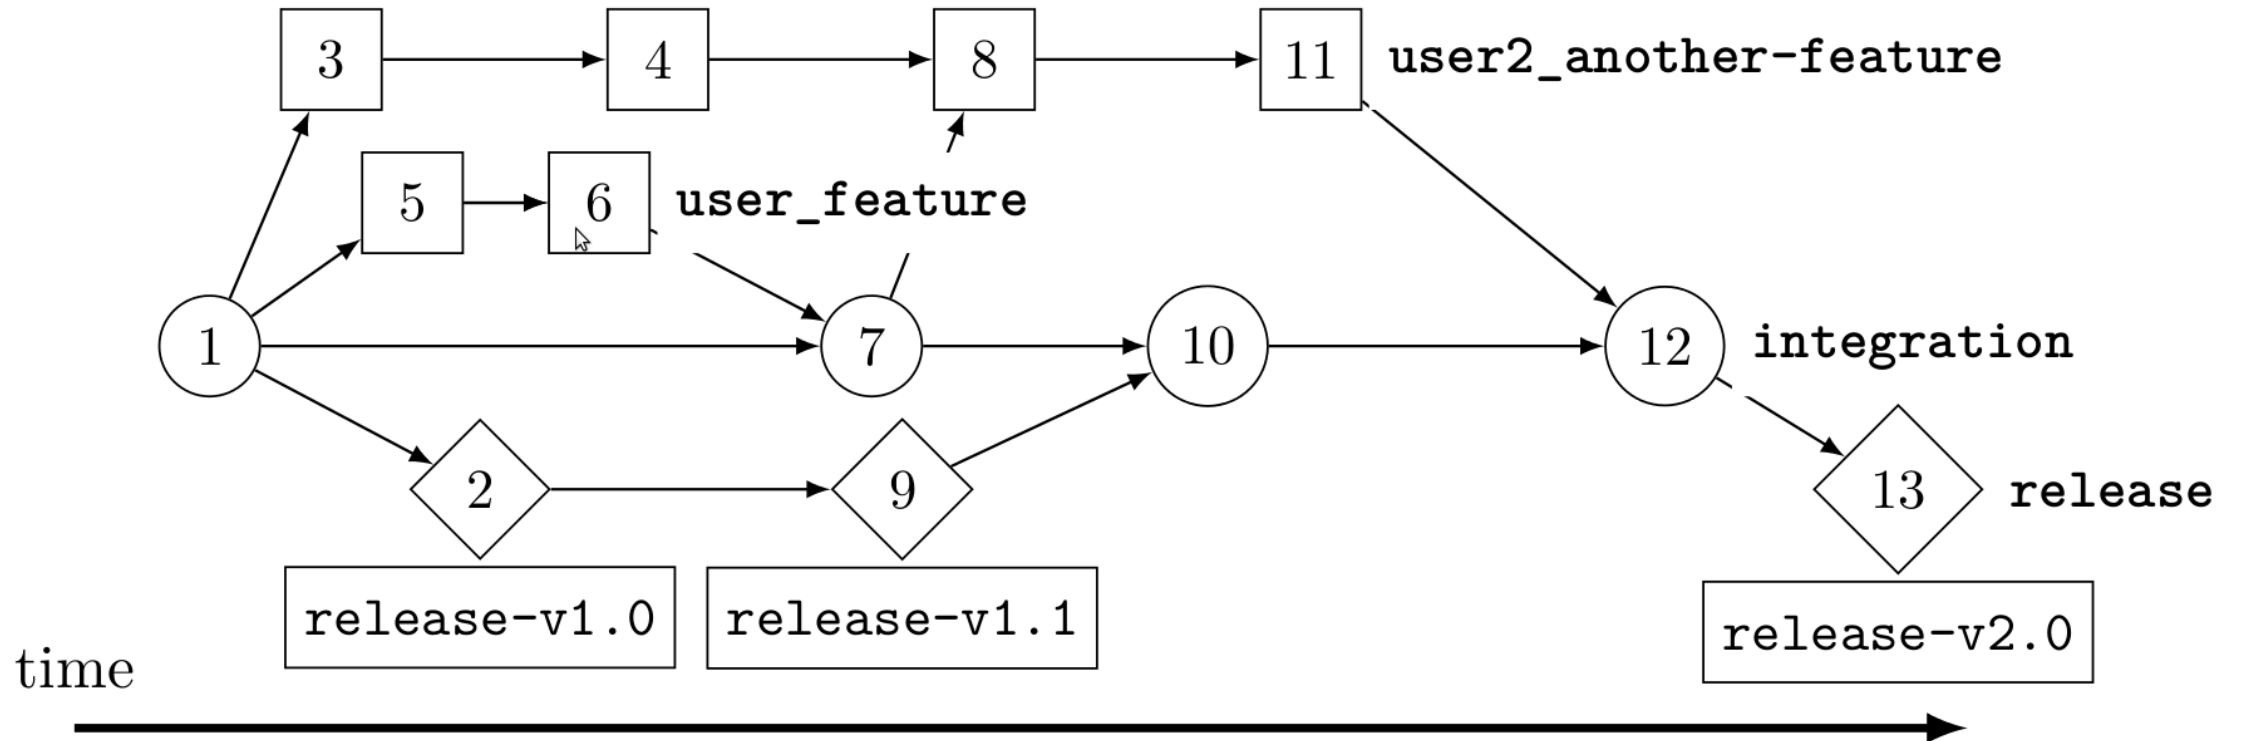 3 4 8 11 user2_another-feature
5 6 user_feature
1 7 10 12 integration
2 9 13 release
release-v1.0 release-v1.1 release-v2.0
time